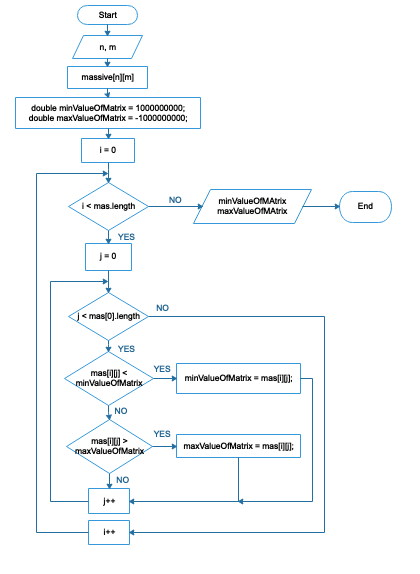 Start
n, m
massive[n][m]
double minValueOfMatrix = 1000000000;
double maxValueOfMatrix = -1000000000;
i = 0
i < mas.length
NO
minValueOfMAtrix
maxValueOfMAtrix
End
YES
j = 0
j < mas[0].length
NO
YES
mas[i][j] <
minValueOfMatrix
YES
minValueOfMatrix = mas[i][j];
NO
mas[i][j] >
maxValueOfMatrix
YES
maxValueOfMatrix = mas[i][j];
NO
j++
i++